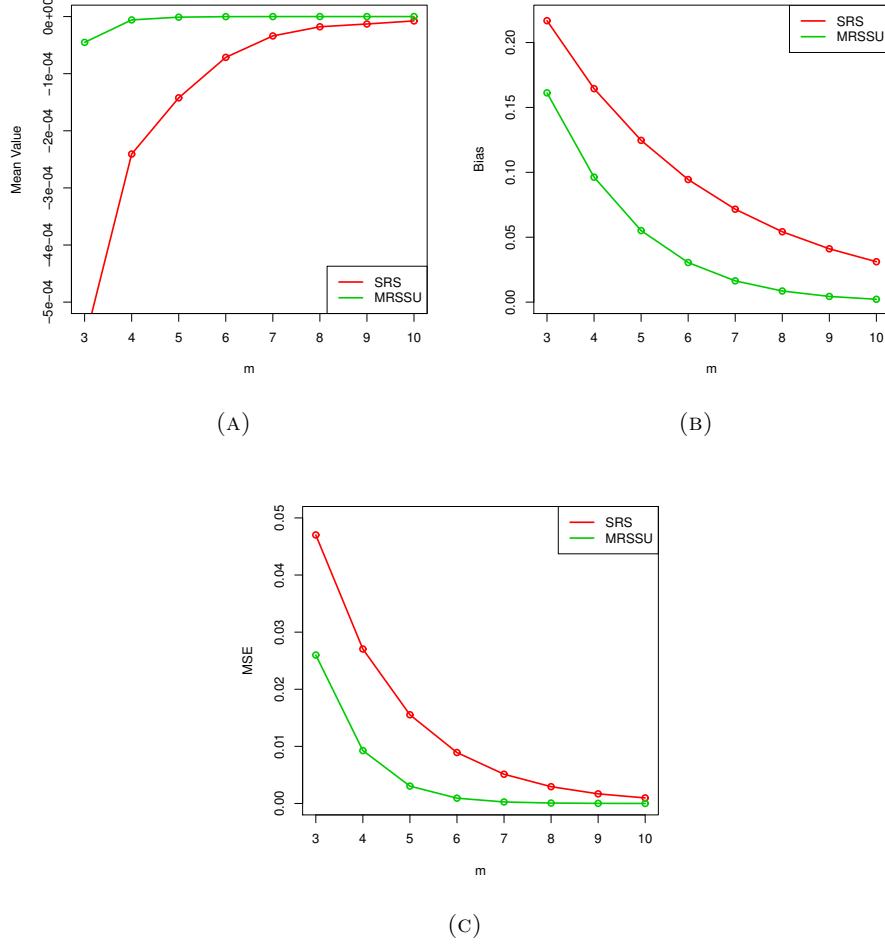 0e+00
-1e-04
-2e-04
-3e-04
-4e-04
-5e-04
Mean Value
3 4 5 6 7 8 9 10
m
SRS
MRSSU
(A)
0.20
0.15
0.10
0.05
0.00
Bias
3 4 5 6 7 8 9 10
m
SRS
MRSSU
(B)
0.05
0.04
0.03
0.02
0.01
0.00
MSE
3 4 5 6 7 8 9 10
m
SRS
MRSSU
(C)